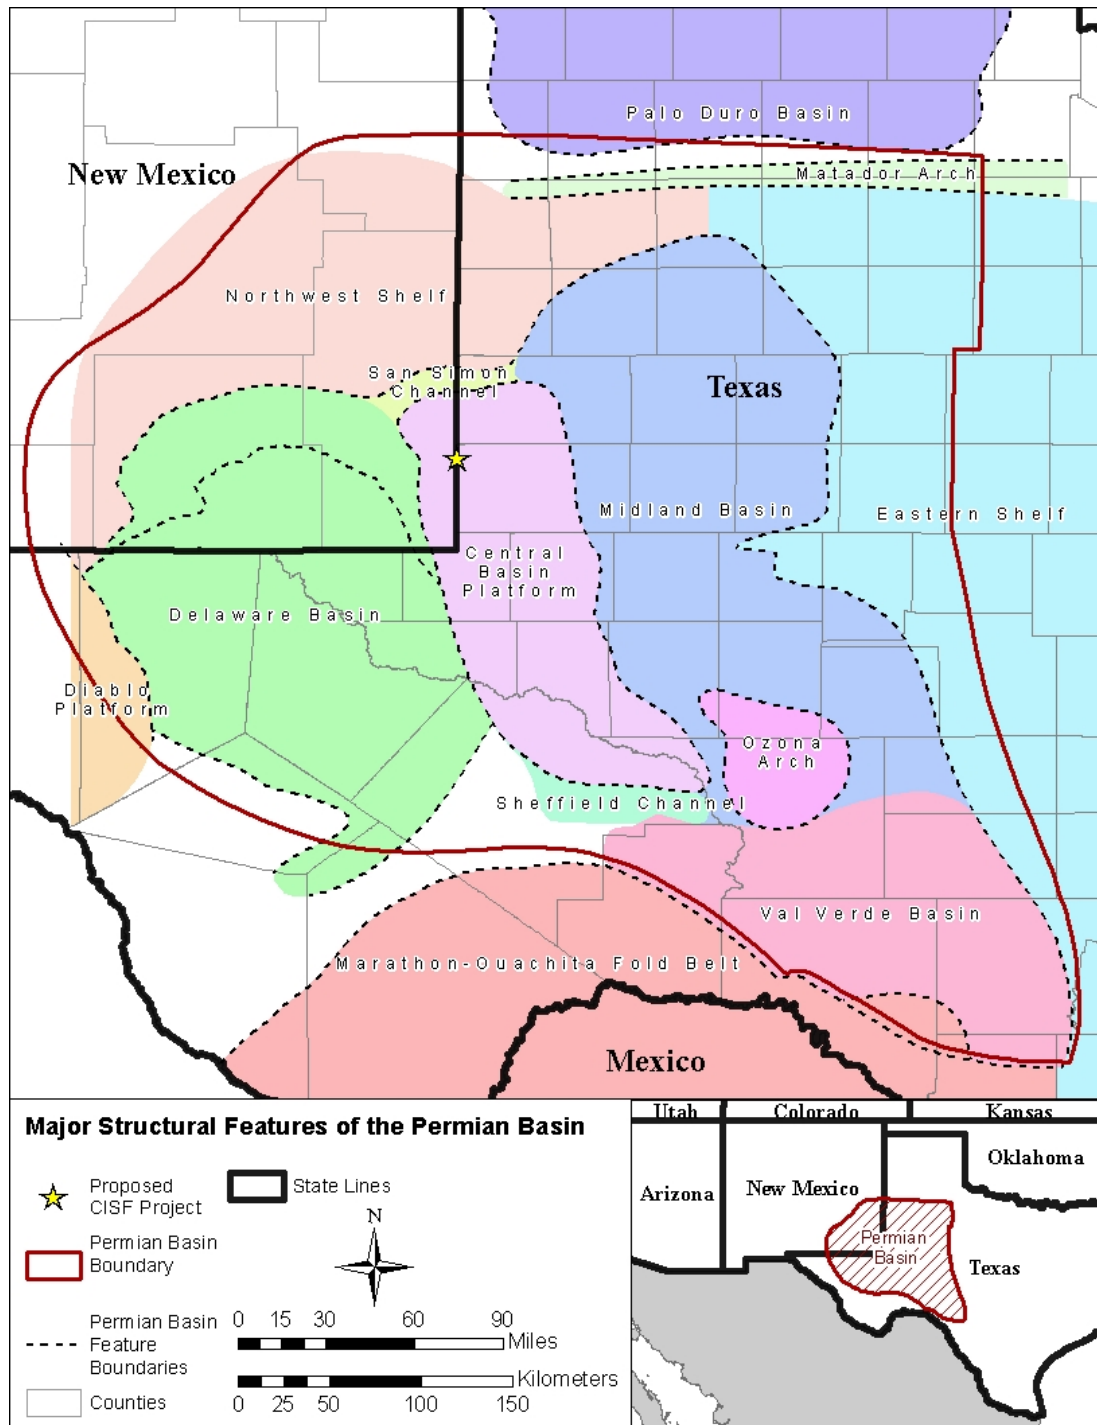 Palo Duro Basin
New Mexico
Matador Arch
Northwest Shelf
San Simon
Channel
Texas
Midland Basin
Eastern Shelf
Central
Basin
Platform
Delaware Basin
Diablo
Platform
Ozona
Arch
Sheffield Channel
Val Verde Basin
Marathon-Ouachita Fold Belt
Mexico
Major Structural Features of the Permian Basin
Proposed
CISF Project
State Lines
Permian Basin
Boundary
N
Permian Basin
Feature
Boundaries
Counties
0 15 30 60 90
Miles
Kilometers
0 25 50 100 150
Utah
Colorado
Kansas
Oklahoma
Arizona
New Mexico
Permian
Basin
Texas